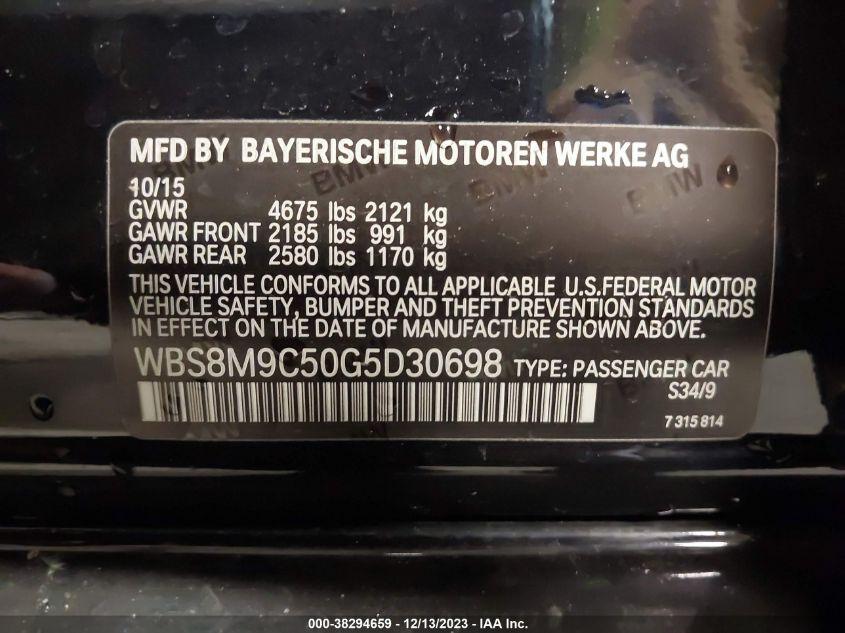 MFD BY BAYERISCHE MOTOREN WERKE AG
10/15
GVWR 4675 lbs 2121 kg
GAWR FRONT 2185 lbs 991 kg
GAWR REAR 2580 lbs 1170 kg
THIS VEHICLE CONFORMS TO ALL APPLICABLE U.S.FEDERAL MOTOR
VEHICLE SAFETY, BUMPER AND THEFT PREVENTION STANDARDS
IN EFFECT ON THE DATE OF MANUFACTURE SHOWN ABOVE.
WBS8M9C50G5D30698 TYPE: PASSENGER CAR
S34/9
7 315 814
000-38294659 - 12/13/2023 - IAA Inc.